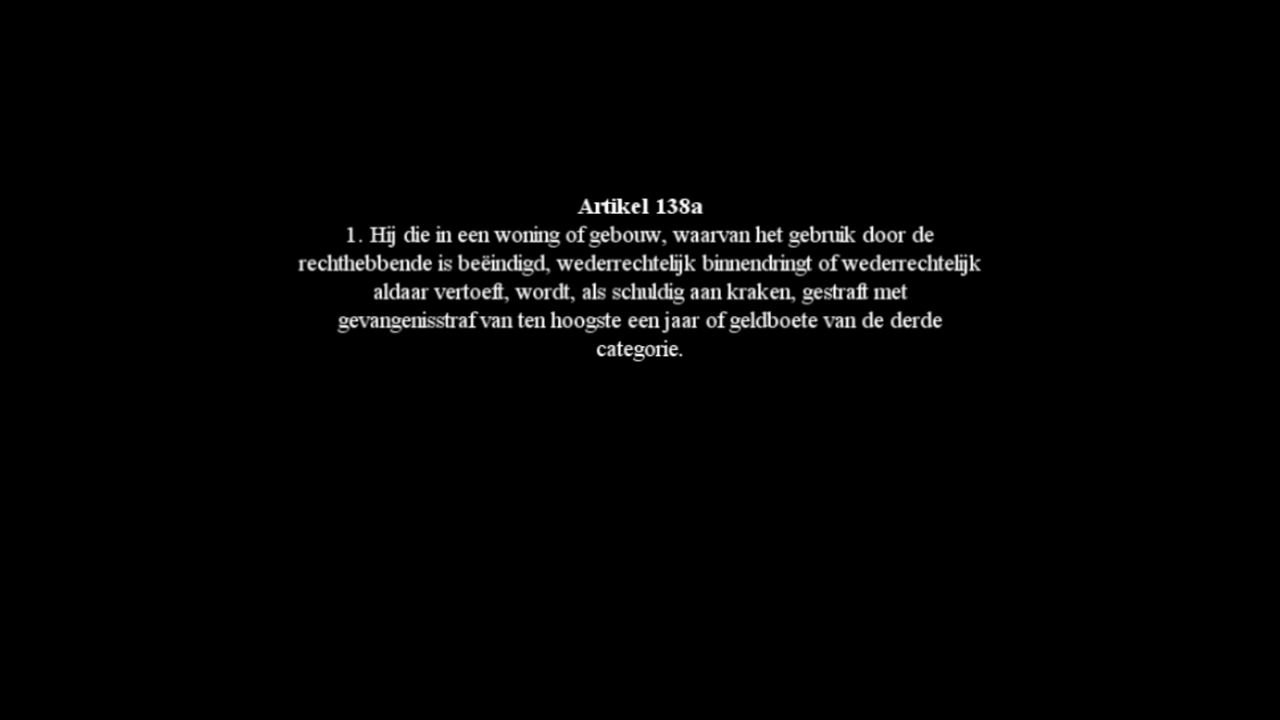 Artikel 138a
1. Hij die in een woning of gebouw, waarvan het gebruik door de
rechthebbende is beëindigd, wederrechtelijk binnendringt of wederrechtelijk
aldaar vertoeft, wordt, als schuldig aan kraken, gestraft met
gevangenisstraf van ten hoogste een jaar of geldboete van de derde
categorie.